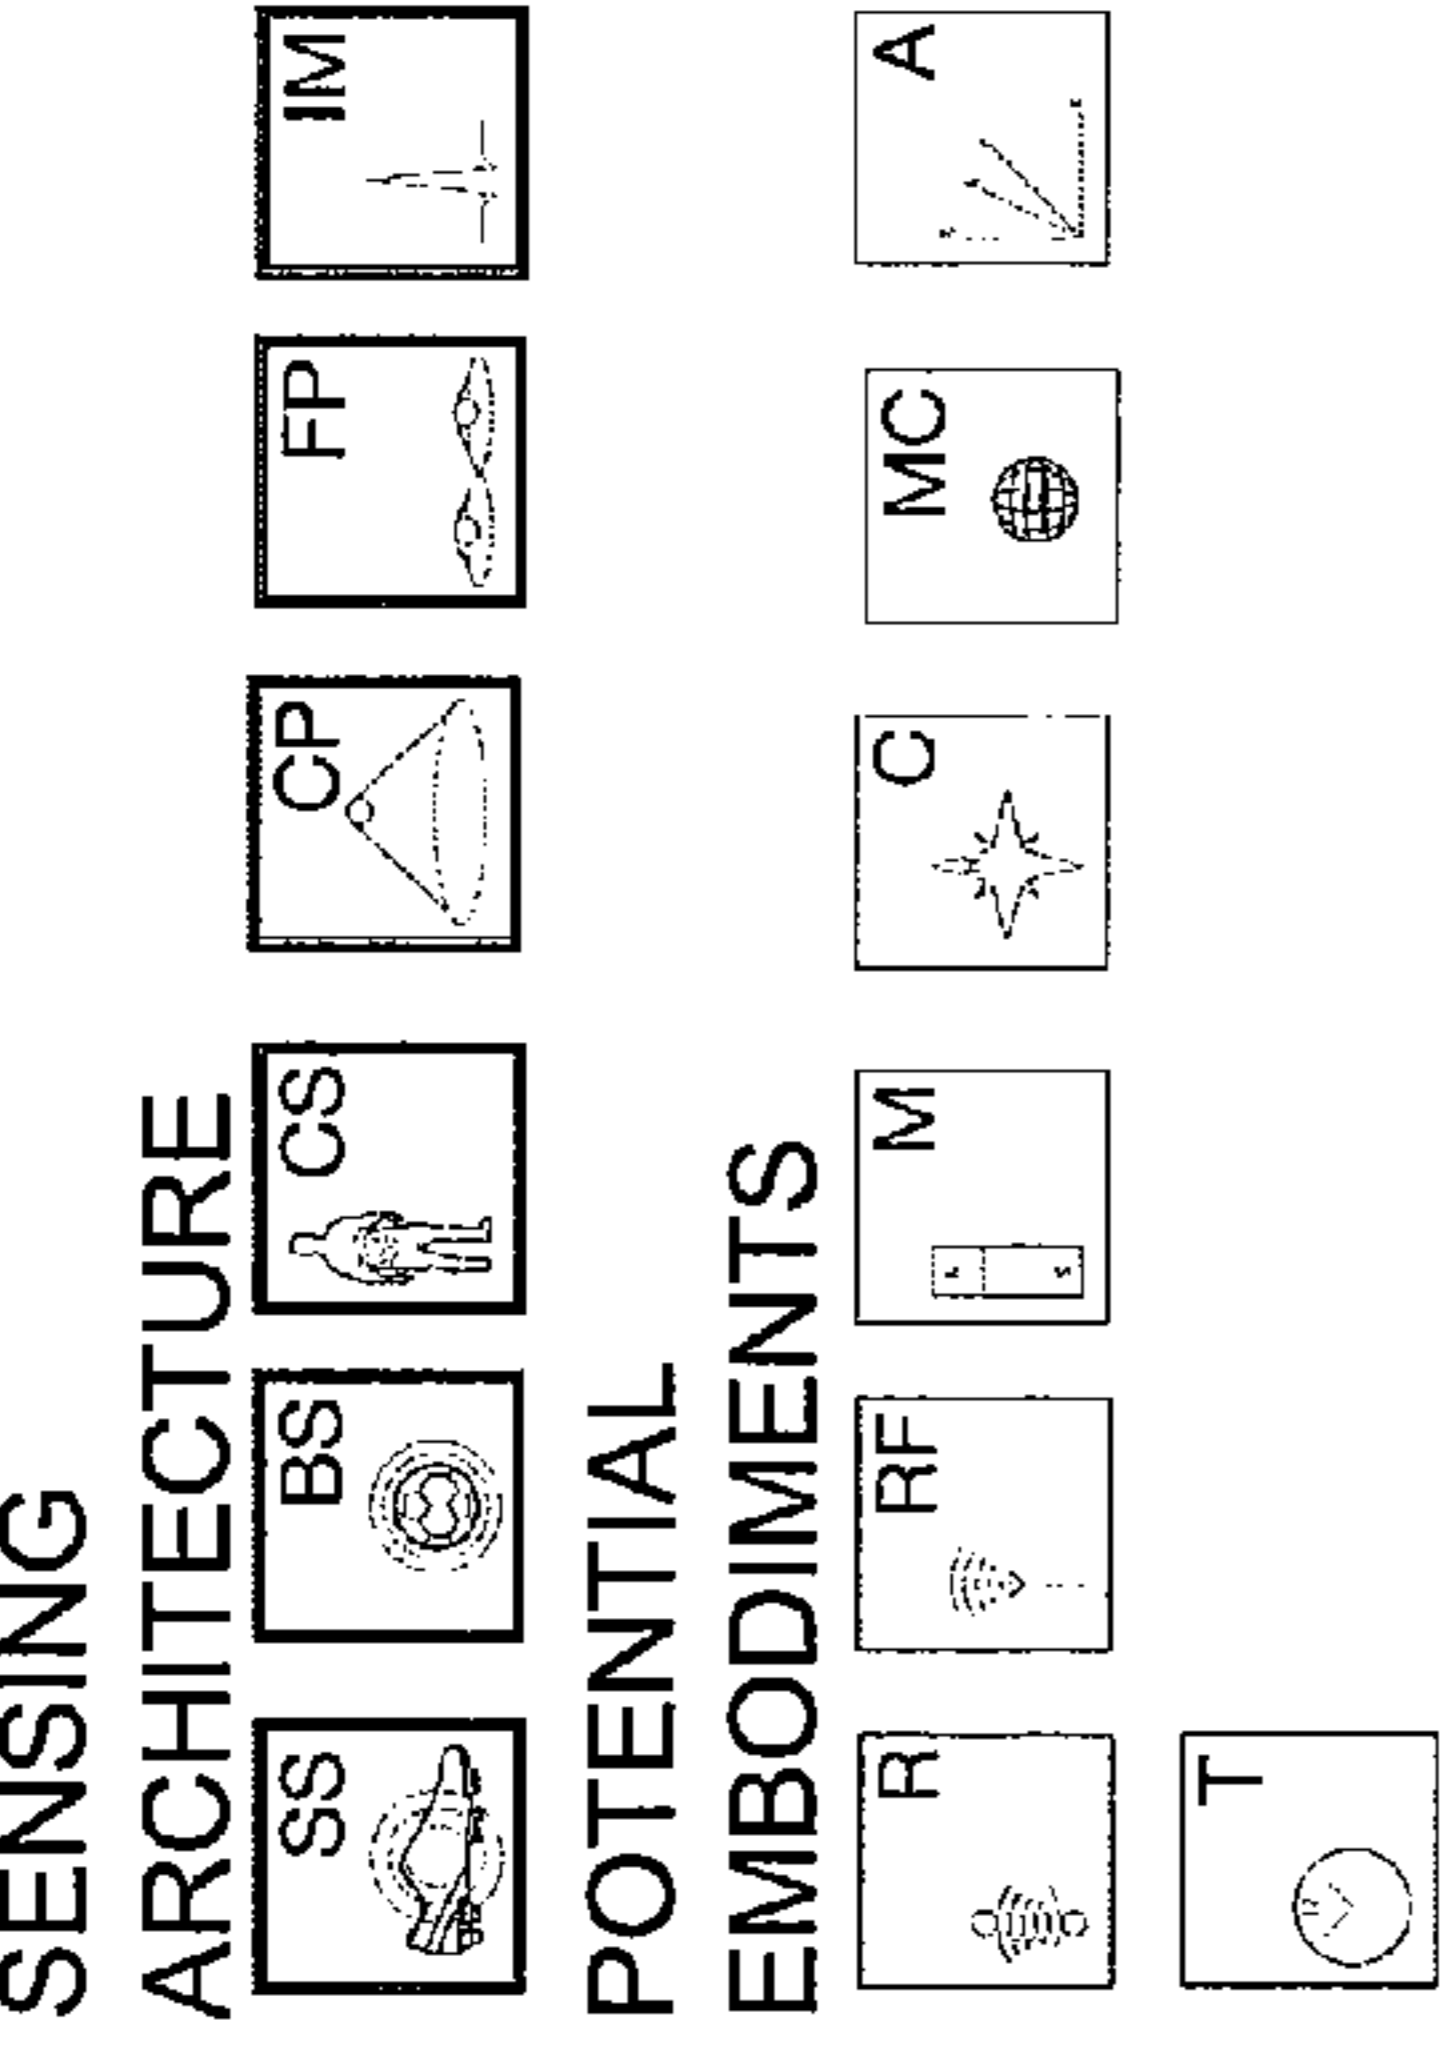 SENSING
ARCHITECTURE
SS BS CS CP FP IM
POTENTIAL
EMBODIMENTS
R RF M C MC A
T